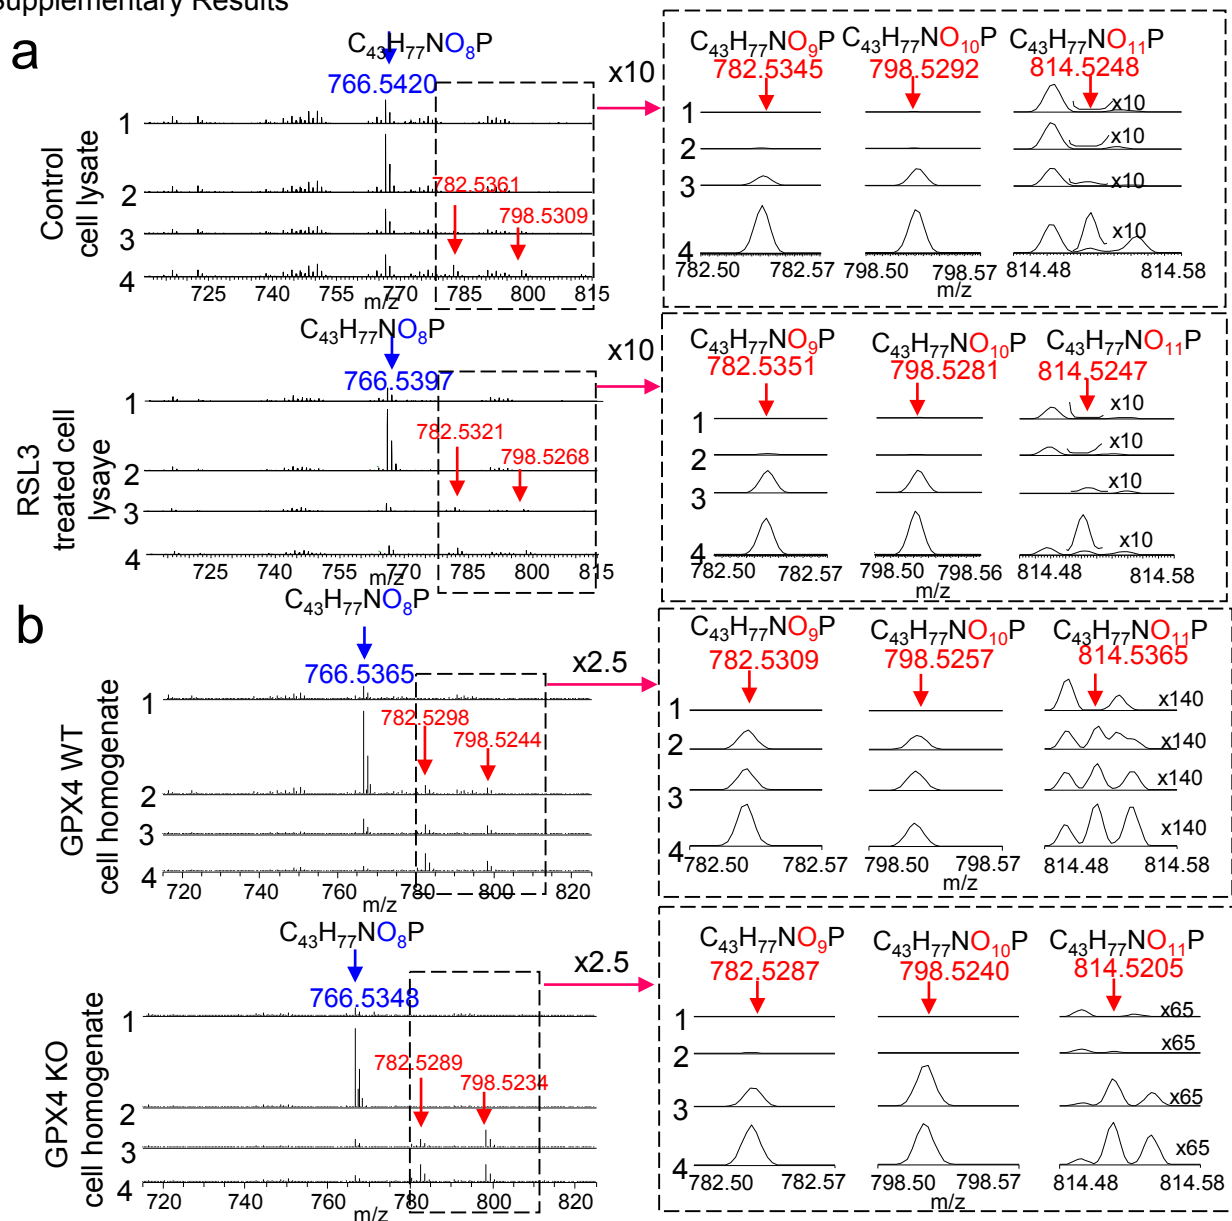 Supplementary Results
a
Control
cell lysate
C43H77NO8P
766.5420
x10
1
2
3
4
782.5361
798.5309
725 740 755 770 785 800 815
m/z
C43H77NO9P C43H77NO10P C43H77NO11P
782.5345 798.5292 814.5248
1
2
3
4
x10
x10
x10
x10
782.50 782.57 798.50 798.57 814.48 814.58
m/z
RSL3
treated cell
lysaye
C43H77NO8P
766.5397
x10
1
2
3
4
782.5321
798.5268
725 740 755 770 785 800 815
m/z
C43H77NO9P C43H77NO10P C43H77NO11P
782.5351 798.5281 814.5247
1
2
3
4
x10
x10
x10
x10
782.50 782.57 798.50 798.56 814.48 814.58
m/z
b
GPX4 WT
cell homogenate
C43H77NO8P
766.5365
x2.5
1
2
3
4
782.5298
798.5244
720 740 760 780 800 820
m/z
C43H77NO9P C43H77NO10P C43H77NO11P
782.5309 798.5257 814.5365
1
2
3
4
x140
x140
x140
x140
782.50 782.57 798.50 798.57 814.48 814.58
m/z
GPX4 KO
cell homogenate
C43H77NO8P
766.5348
x2.5
1
2
3
4
782.5289
798.5234
720 740 760 780 800 820
m/z
C43H77NO9P C43H77NO10P C43H77NO11P
782.5287 798.5240 814.5205
1
2
3
4
x65
x65
x65
x65
782.50 782.57 798.50 798.57 814.48 814.58
m/z